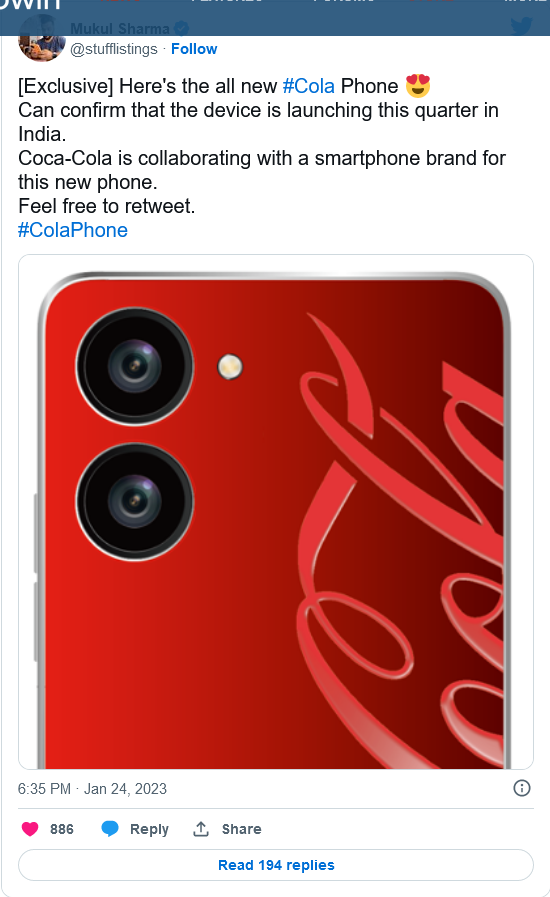 Mukul Sharma
@stufflistings · Follow
[Exclusive] Here's the all new #Cola Phone 😍
Can confirm that the device is launching this quarter in
India.
Coca-Cola is collaborating with a smartphone brand for
this new phone.
Feel free to retweet.
#ColaPhone
Cola
6:35 PM · Jan 24, 2023
886 Reply Share
Read 194 replies